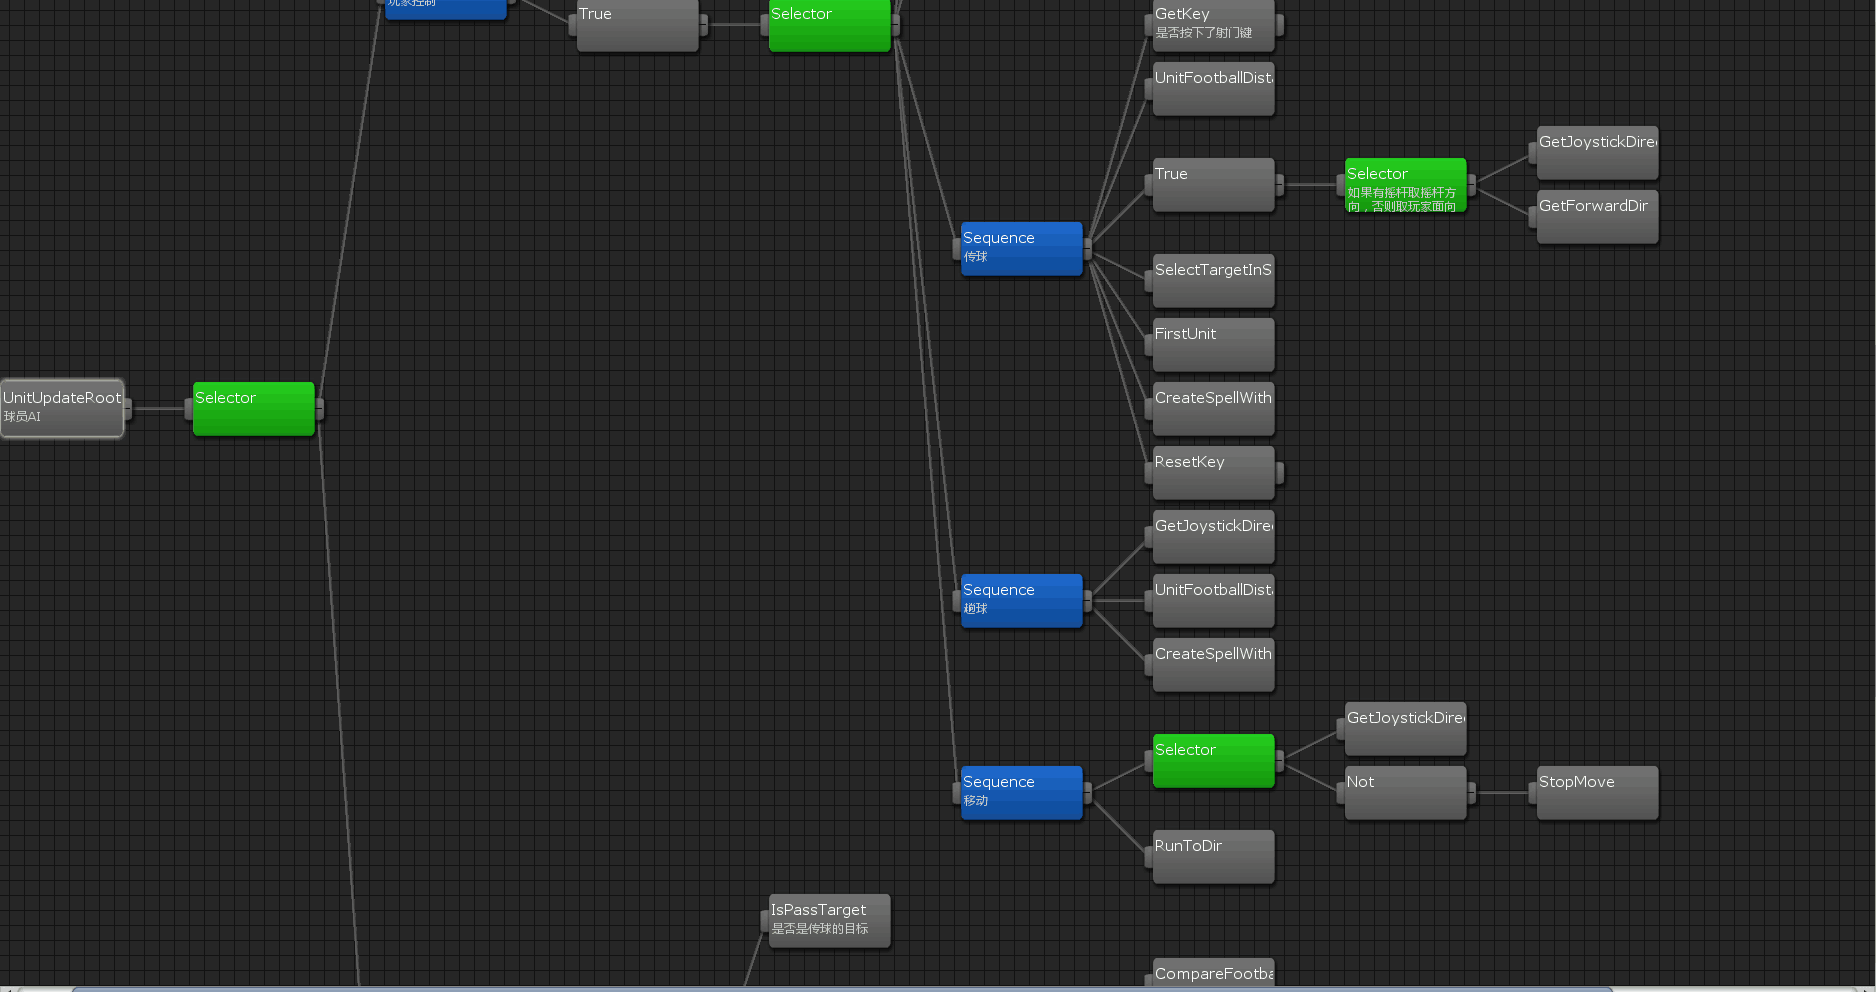 玩家控制
True
Selector
GetKey
是否按下了射门键
UnitFootballDist
True
Selector
如果有摇杆取摇杆方
向，否则取玩家面向
GetJoystickDire
GetForwardDir
Sequence
传球
SelectTargetInS
FirstUnit
CreateSpellWith
ResetKey
UnitUpdateRoot
球员AI
Selector
GetJoystickDire
Sequence
趟球
UnitFootballDist
CreateSpellWith
GetJoystickDire
Selector
Sequence
移动
Not
StopMove
RunToDir
IsPassTarget
是否是传球的目标
CompareFootba